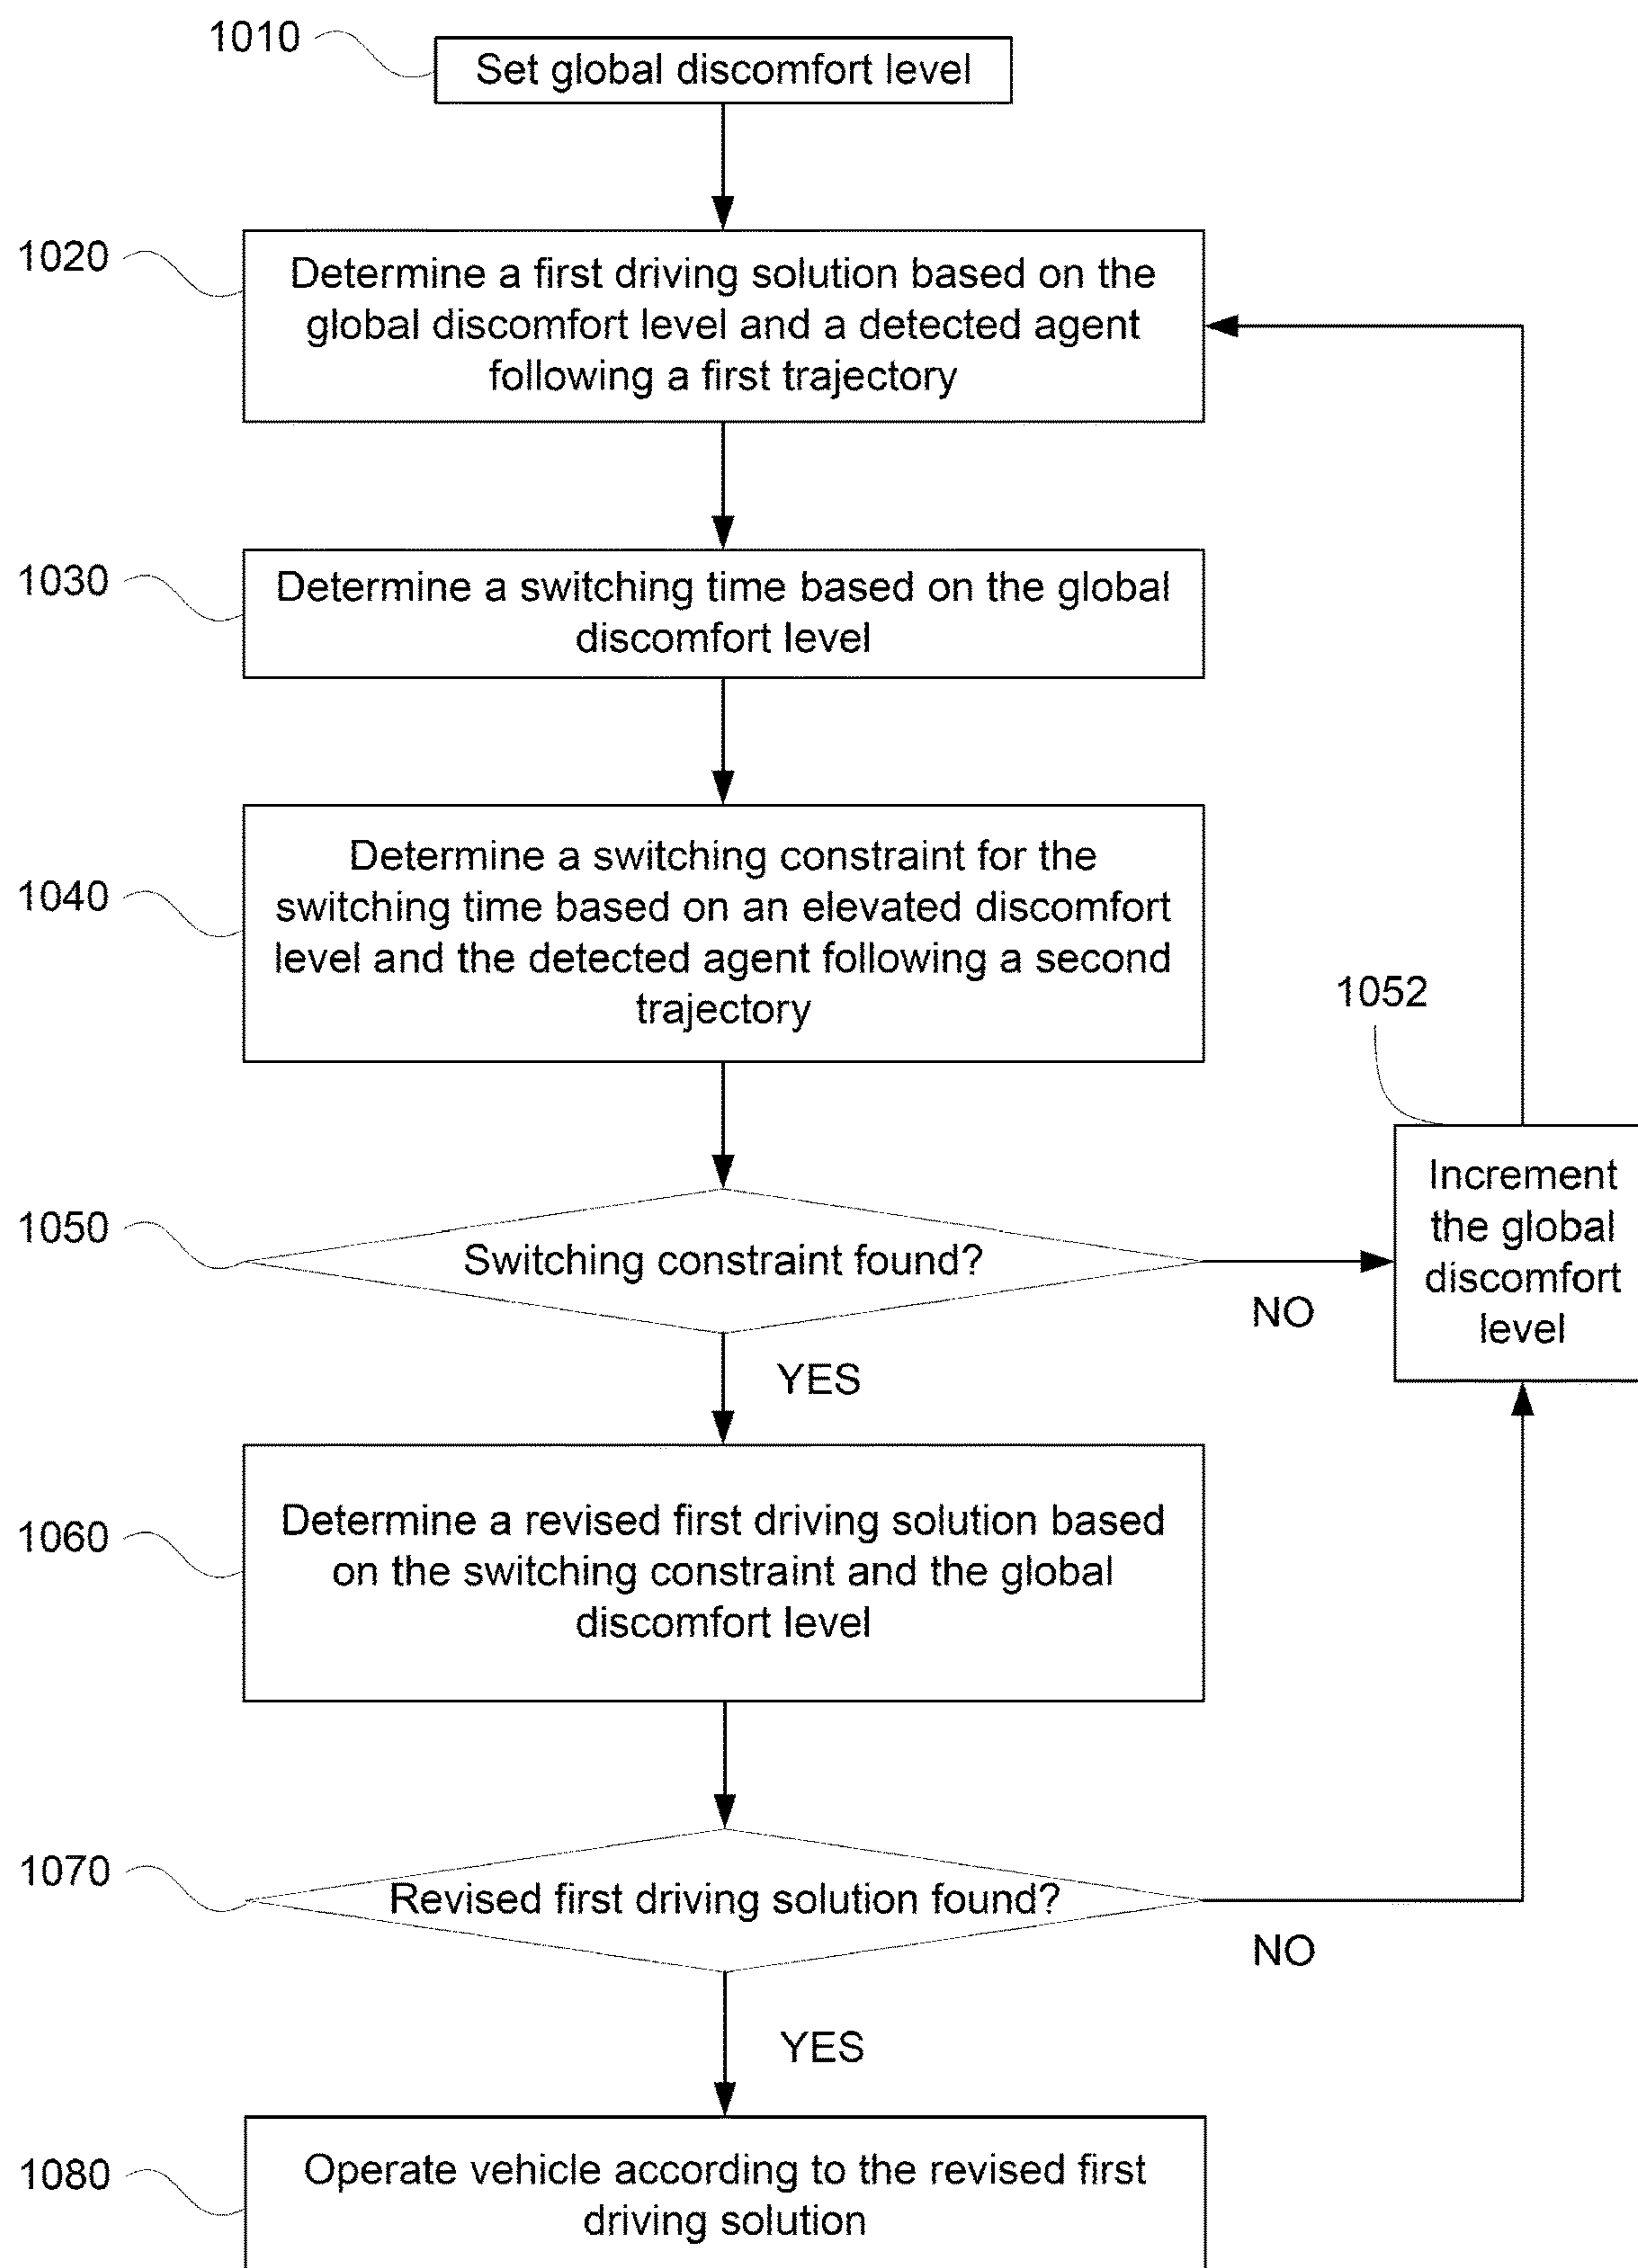 1010
Set global discomfort level
1020
Determine a first driving solution based on the
global discomfort level and a detected agent
following a first trajectory
1030
Determine a switching time based on the global
discomfort level
1040
Determine a switching constraint for the
switching time based on an elevated discomfort
level and the detected agent following a second
trajectory
1052
Increment
the global
discomfort
level
1050
Switching constraint found?
NO
YES
1060
Determine a revised first driving solution based
on the switching constraint and the global
discomfort level
1070
Revised first driving solution found?
NO
YES
1080
Operate vehicle according to the revised first
driving solution